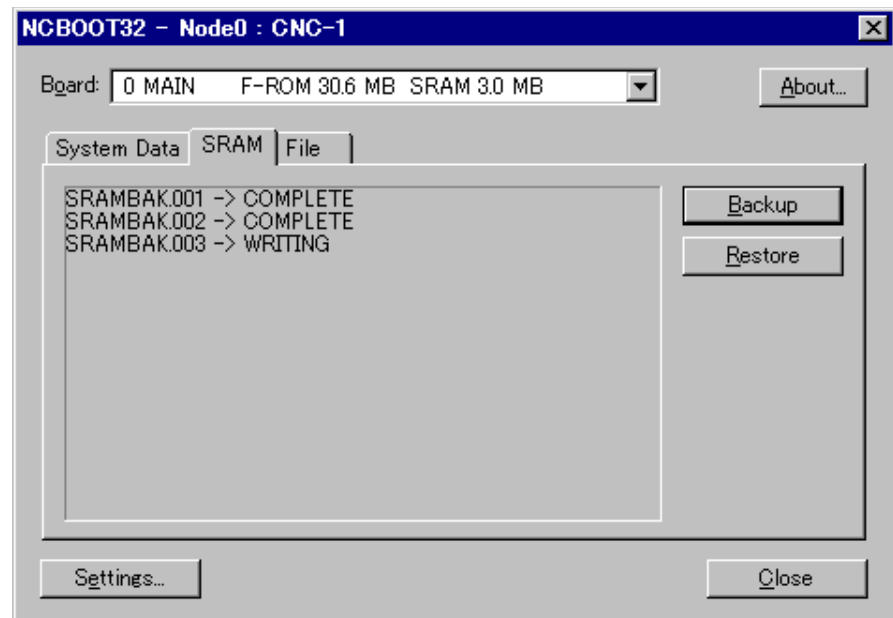 NCBOOT32 - Node0 : CNC-1
Board: 0 MAIN F-ROM 30.6 MB SRAM 3.0 MB
About...
System Data SRAM File
SRAMBAK.001 -> COMPLETE
SRAMBAK.002 -> COMPLETE
SRAMBAK.003 -> WRITING
Backup
Restore
Settings...
Close